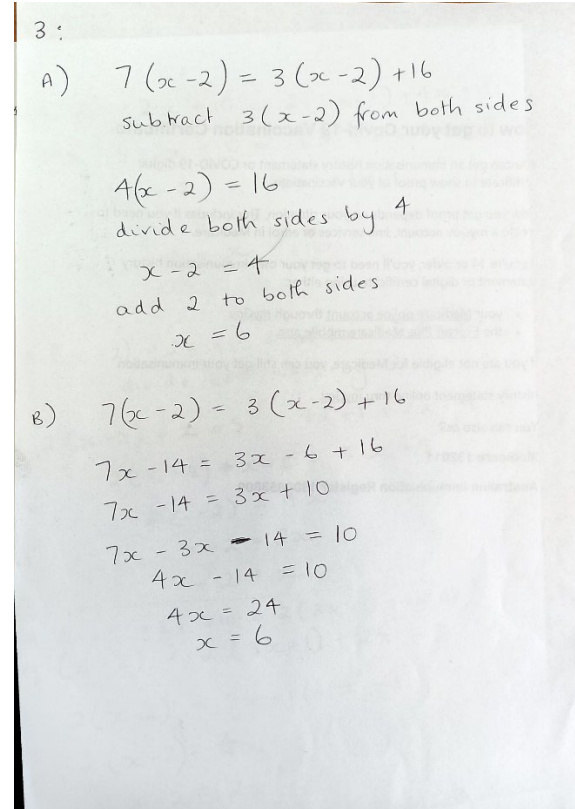 3:
A) 7(x-2) = 3(x-2) +16
subtract 3(x-2) from both sides
4(x-2) = 16
divide both sides by 4
x-2 = 4
add 2 to both sides
x = 6
B) 7(x-2) = 3(x-2) +16
7x -14 = 3x - 6 + 16
7x -14 = 3x + 10
7x - 3x - 14 = 10
4x - 14 = 10
4x = 24
x = 6